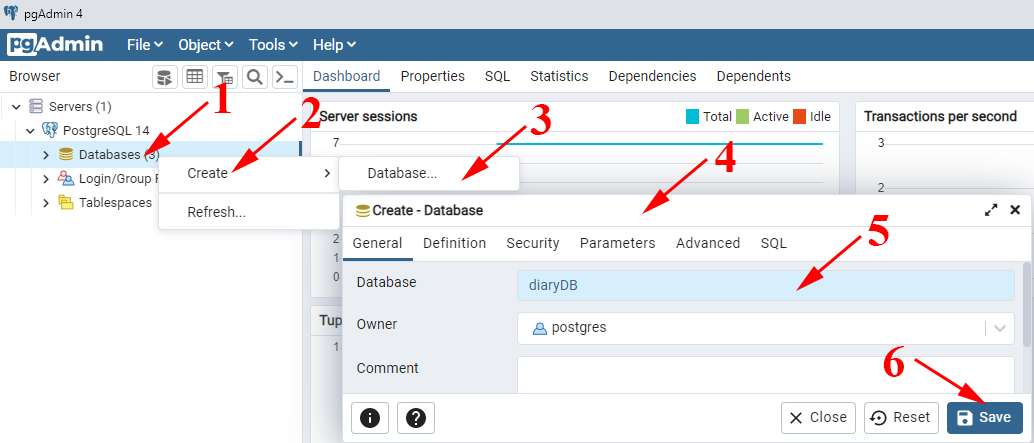 pgAdmin 4
pgAdmin File Object Tools Help
Browser Dashboard Properties SQL Statistics Dependencies Dependents
Servers (1)
PostgreSQL 14
Databases (3)
Login/Group
Tablespaces
1
2
3
4
5
6
Server sessions
Total Active Idle
7
2
1
0
Transactions per second
3
2
Tup
1
Create
Refresh...
Database...
Create - Database
General Definition Security Parameters Advanced SQL
Database diaryDB
Owner postgres
Comment
Close Reset Save